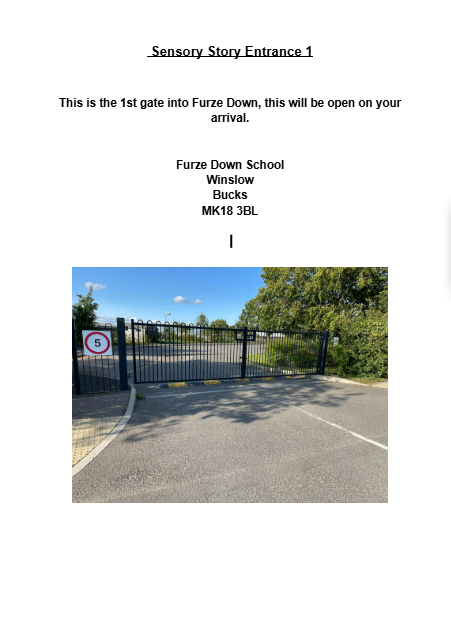 Sensory Story Entrance 1
This is the 1st gate into Furze Down, this will be open on your
arrival.
Furze Down School
Winslow
Bucks
MK18 3BL
5